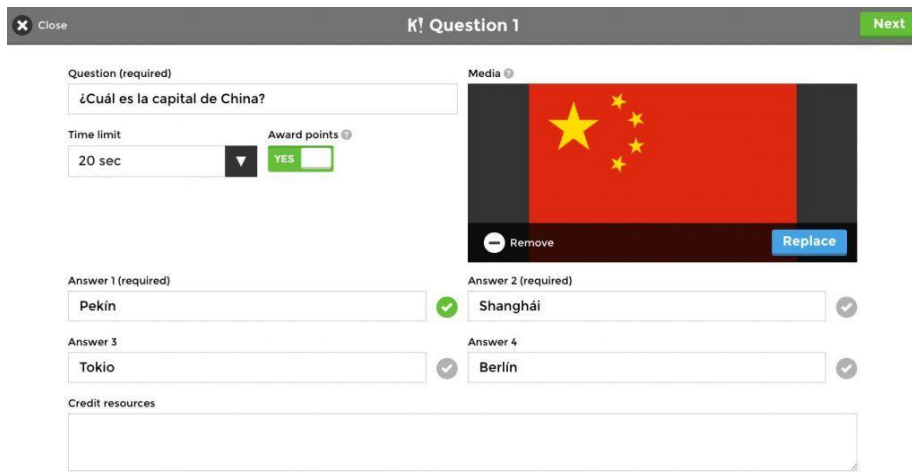 Close
K! Question 1
Next
Question (required)
¿Cuál es la capital de China?
Media
Time limit
Award points
20 sec
YES
Remove
Replace
Answer 1 (required)
Answer 2 (required)
Pekín
Shanghái
Answer 3
Answer 4
Tokio
Berlín
Credit resources